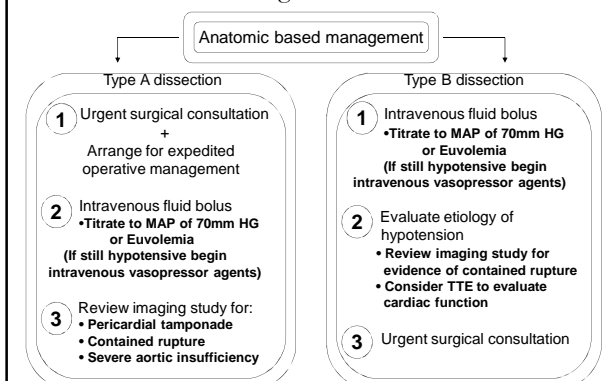 Anatomic based management
Type A dissection
1 Urgent surgical consultation
+
Arrange for expedited
operative management
2 Intravenous fluid bolus
•Titrate to MAP of 70mm HG
or Euvolemia
(If still hypotensive begin
intravenous vasopressor agents)
3 Review imaging study for:
• Pericardial tamponade
• Contained rupture
• Severe aortic insufficiency
Type B dissection
1 Intravenous fluid bolus
•Titrate to MAP of 70mm HG
or Euvolemia
(If still hypotensive begin
intravenous vasopressor agents)
2 Evaluate etiology of
hypotension
• Review imaging study for
evidence of contained rupture
• Consider TTE to evaluate
cardiac function
3 Urgent surgical consultation